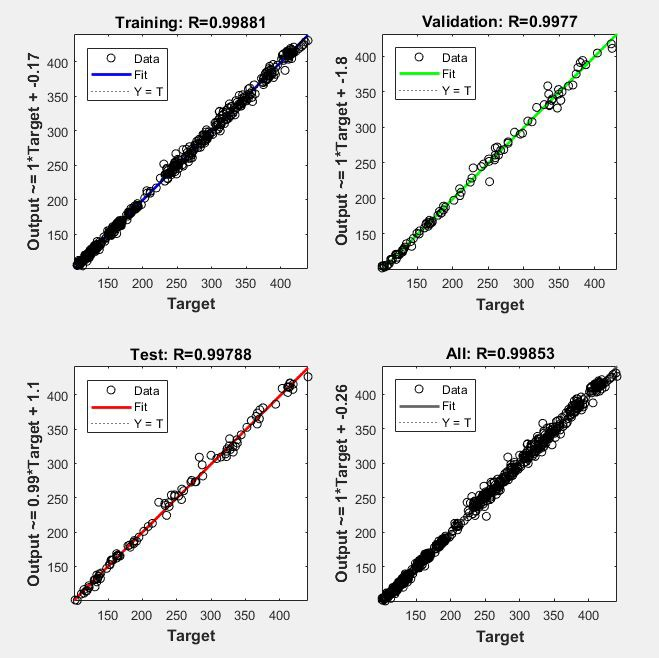 Training: R=0.99881
Output ~= 1*Target + -0.17
400
350
300
250
200
150
Data
Fit
Y = T
150 200 250 300 350 400
Target
Validation: R=0.9977
Output ~= 1*Target + -1.8
400
350
300
250
200
150
Data
Fit
Y = T
150 200 250 300 350 400
Target
Test: R=0.99788
Output ~= 0.99*Target + 1.1
400
350
300
250
200
150
Data
Fit
Y = T
150 200 250 300 350 400
Target
All: R=0.99853
Output ~= 1*Target + -0.26
400
350
300
250
200
150
Data
Fit
Y = T
150 200 250 300 350 400
Target